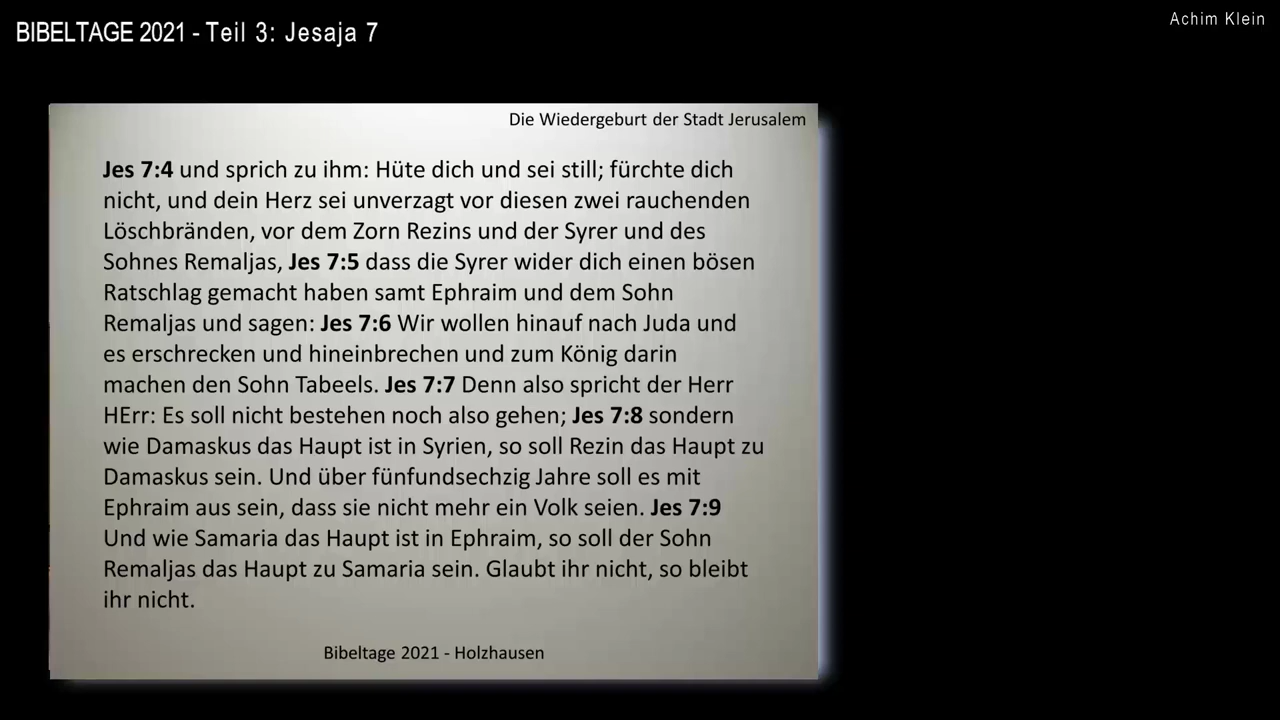 BIBELTAGE 2021 - Teil 3: Jesaja 7
Achim Klein
Die Wiedergeburt der Stadt Jerusalem
Jes 7:4 und sprich zu ihm: Hüte dich und sei still; fürchte dich
nicht, und dein Herz sei unverzagt vor diesen zwei rauchenden
Löschbränden, vor dem Zorn Rezins und der Syrer und des
Sohnes Remaljas, Jes 7:5 dass die Syrer wider dich einen bösen
Ratschlag gemacht haben samt Ephraim und dem Sohn
Remaljas und sagen: Jes 7:6 Wir wollen hinauf nach Juda und
es erschrecken und hineinbrechen und zum König darin
machen den Sohn Tabeels. Jes 7:7 Denn also spricht der Herr
HErr: Es soll nicht bestehen noch also gehen; Jes 7:8 sondern
wie Damaskus das Haupt ist in Syrien, so soll Rezin das Haupt zu
Damaskus sein. Und über fünfundsechzig Jahre soll es mit
Ephraim aus sein, dass sie nicht mehr ein Volk seien. Jes 7:9
Und wie Samaria das Haupt ist in Ephraim, so soll der Sohn
Remaljas das Haupt zu Samaria sein. Glaubt ihr nicht, so bleibt
ihr nicht.
Bibeltage 2021 - Holzhausen